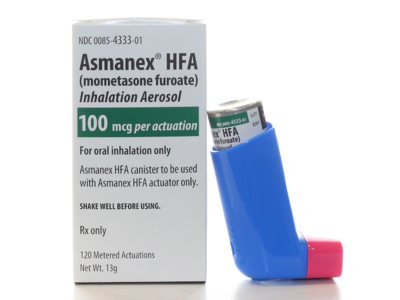 NDC 0085-4333-01
Asmanex® HFA
(mometasone furoate)
Inhalation Aerosol
100 mcg per actuation
For oral inhalation only
Asmanex HFA canister to be used
with Asmanex HFA actuator only.
SHAKE WELL BEFORE USING.
Rx only
120 Metered Actuations
Net Wt. 13g
HFA
furoate)